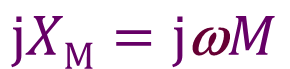 jX_M = jωM